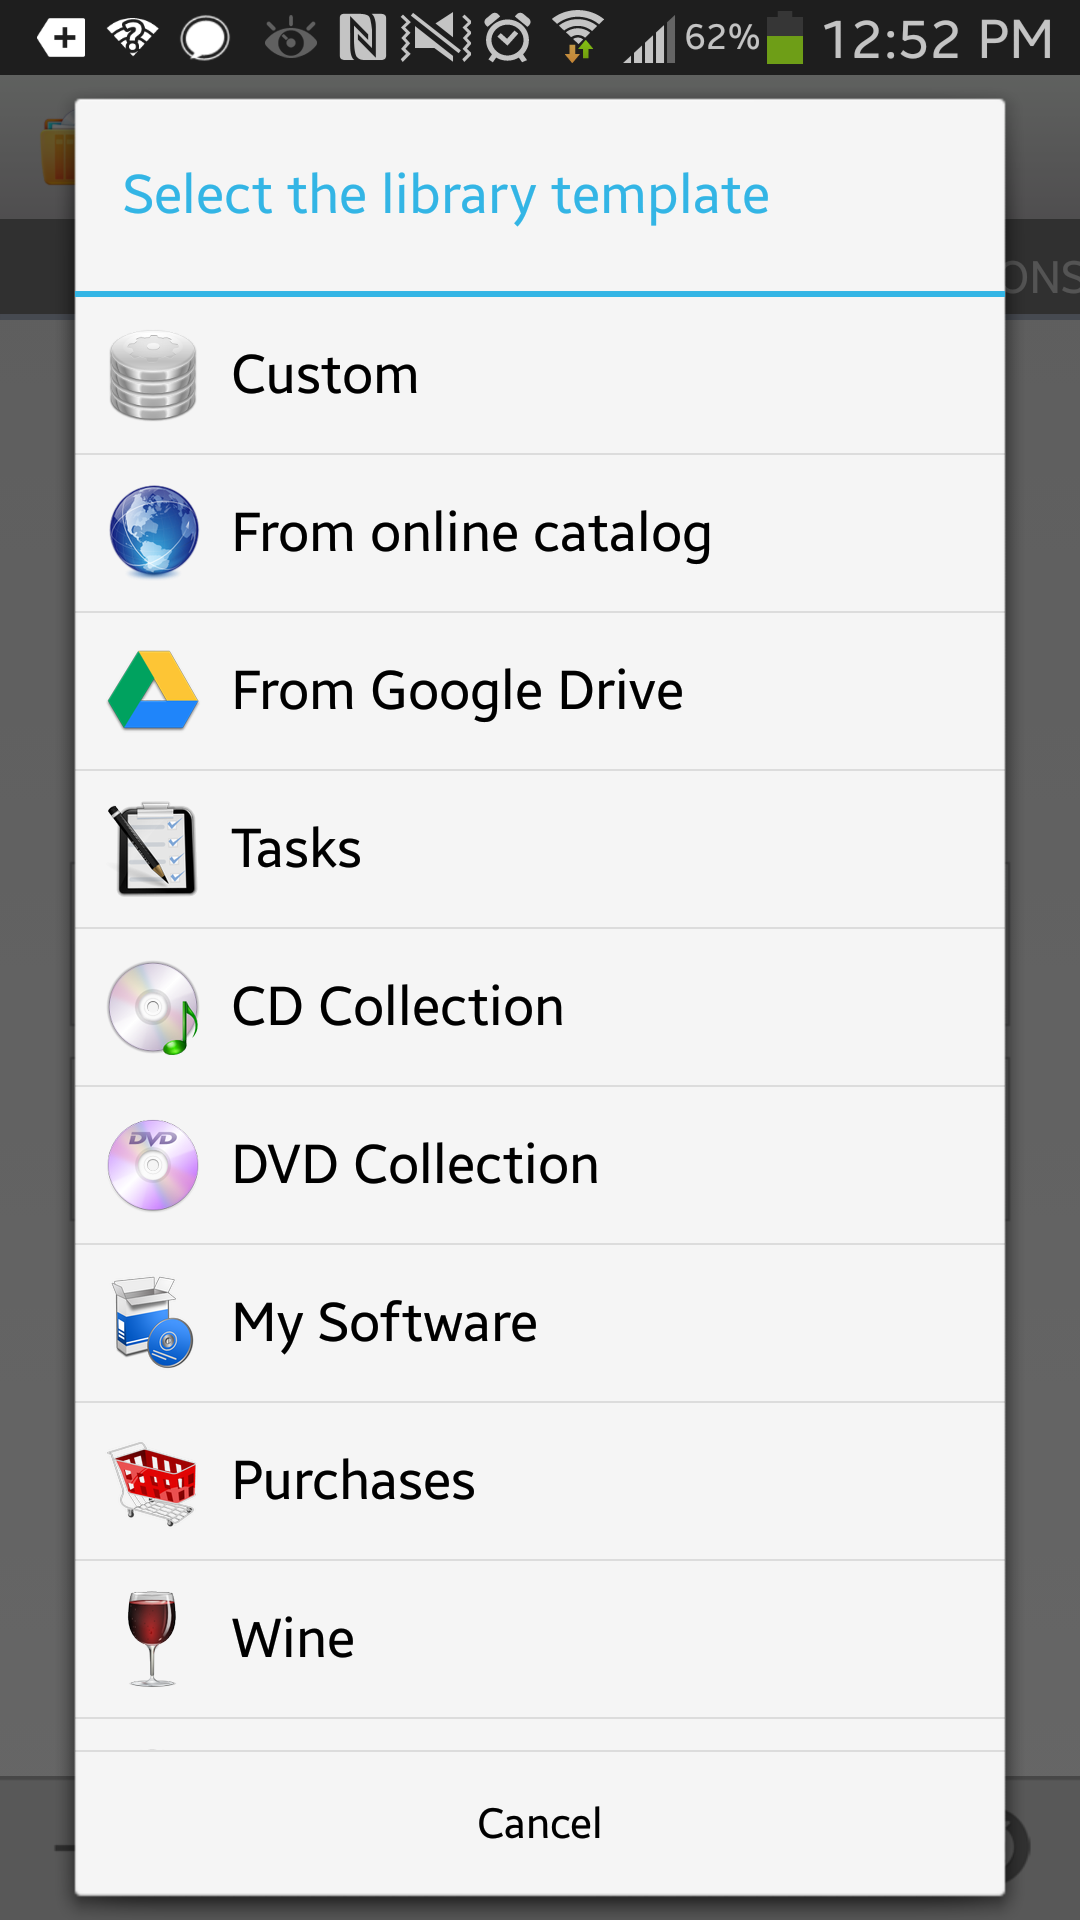 62% 12:52 PM
Select the library template
ONS
Custom
From online catalog
From Google Drive
Tasks
CD Collection
DVD
DVD Collection
My Software
Purchases
Wine
Cancel